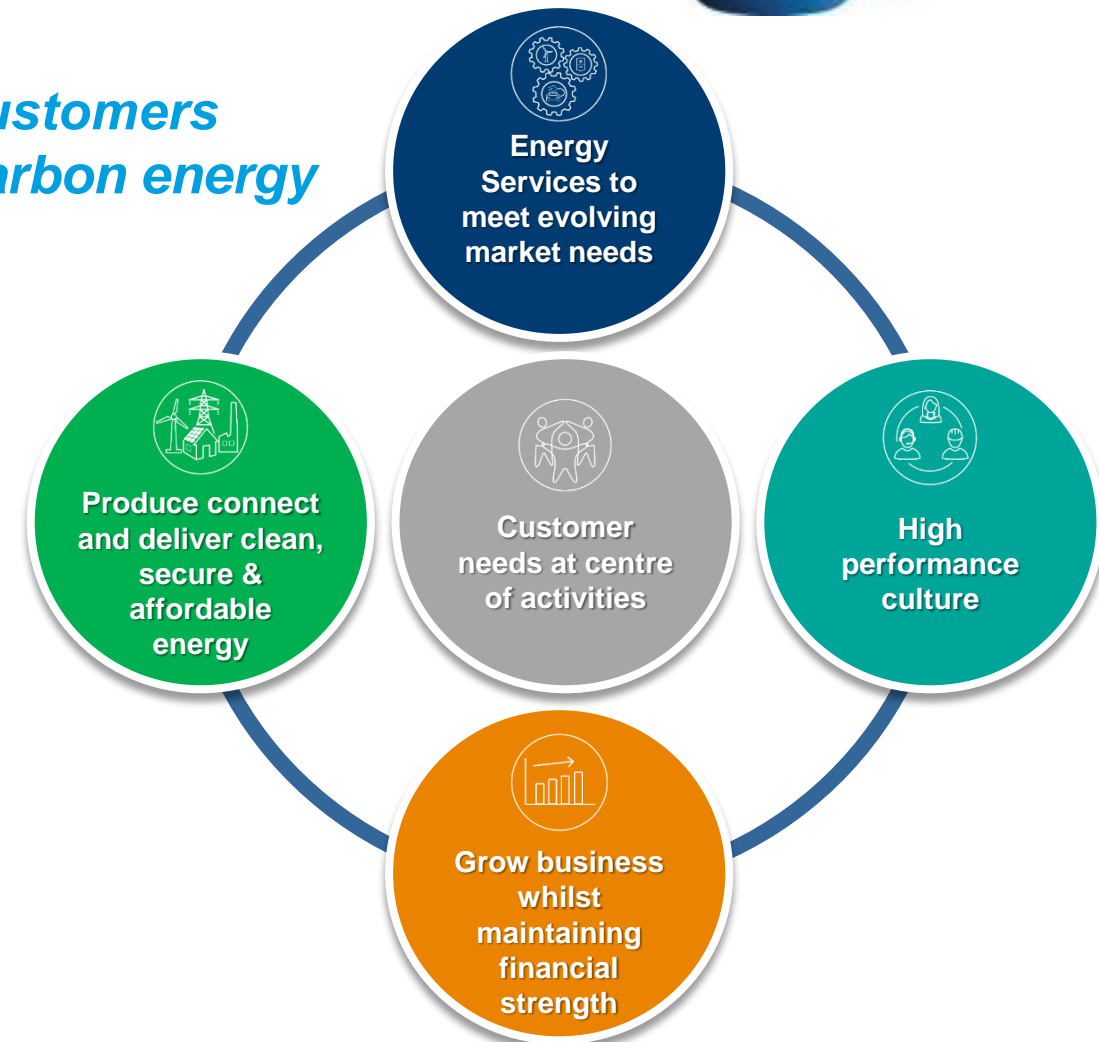 ustomers
arbon energy
Energy
Services to
meet evolving
market needs
Produce connect
and deliver clean,
secure &
affordable
energy
Customer
needs at centre
of activities
High
performance
culture
Grow business
whilst
maintaining
financial
strength